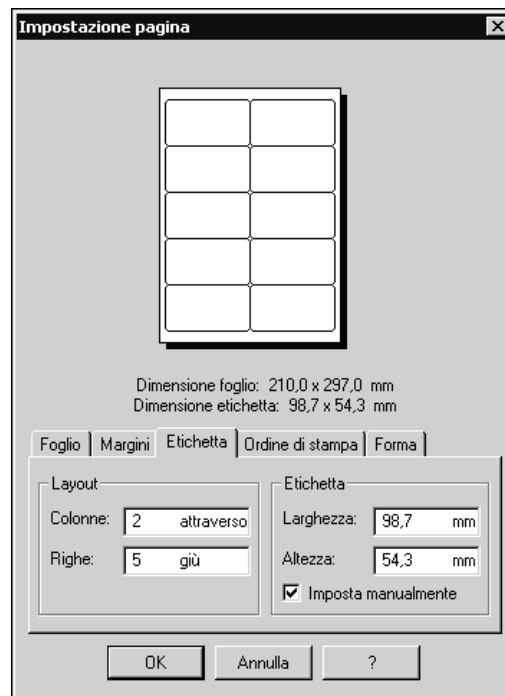 Impostazione pagina
Dimensione foglio: 210,0 x 297,0 mm
Dimensione etichetta: 98,7 x 54,3 mm
Foglio Margini Etichetta Ordine di stampa Forma
Layout
Colonne: 2 attraverso
Righe: 5 giù
Etichetta
Larghezza: 98,7 mm
Altezza: 54,3 mm
Imposta manualmente
OK Annulla ?